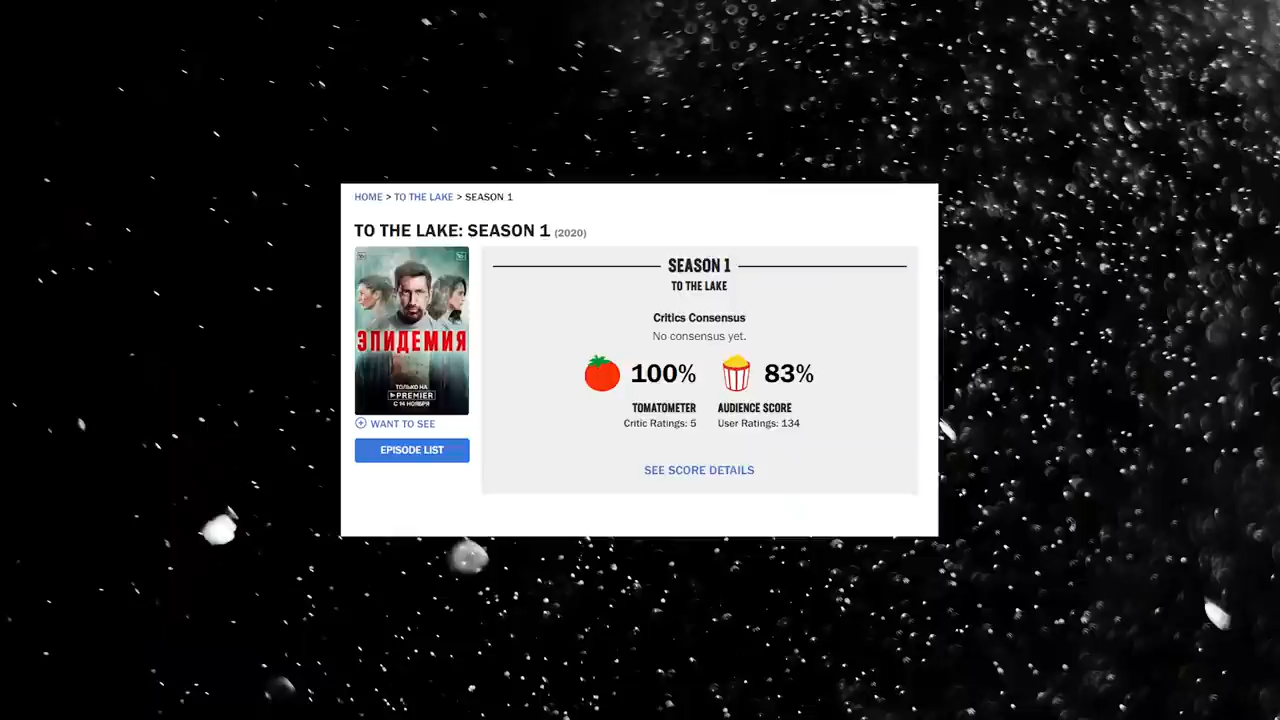 HOME > TO THE LAKE > SEASON 1
TO THE LAKE: SEASON 1 (2020)
ЭПИДЕМИЯ
ТОЛЬКО НА
PREMIER
С 14 НОЯБРЯ
WANT TO SEE
EPISODE LIST
SEASON 1
TO THE LAKE
Critics Consensus
No consensus yet.
100% 83%
TOMATOMETER AUDIENCE SCORE
Critic Ratings: 5 User Ratings: 134
SEE SCORE DETAILS